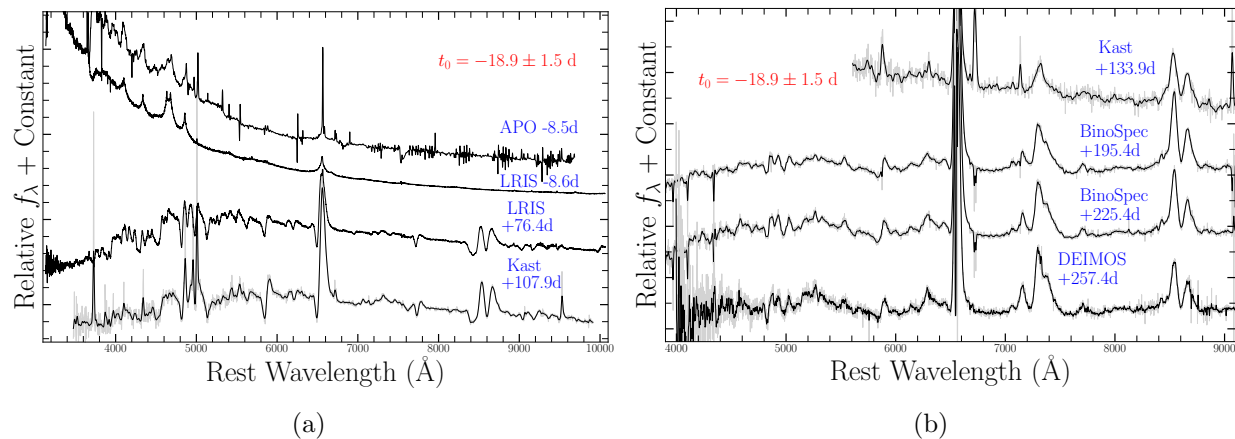 Relative f_λ + Constant
t_0 = −18.9 ± 1.5 d
APO -8.5d
LRIS -8.6d
LRIS
+76.4d
Kast
+107.9d
4000 5000 6000 7000 8000 9000 10000
Rest Wavelength (Å)
(a)
Relative f_λ + Constant
t_0 = −18.9 ± 1.5 d
Kast
+133.9d
BinoSpec
+195.4d
BinoSpec
+225.4d
DEIMOS
+257.4d
4000 5000 6000 7000 8000 9000
Rest Wavelength (Å)
(b)